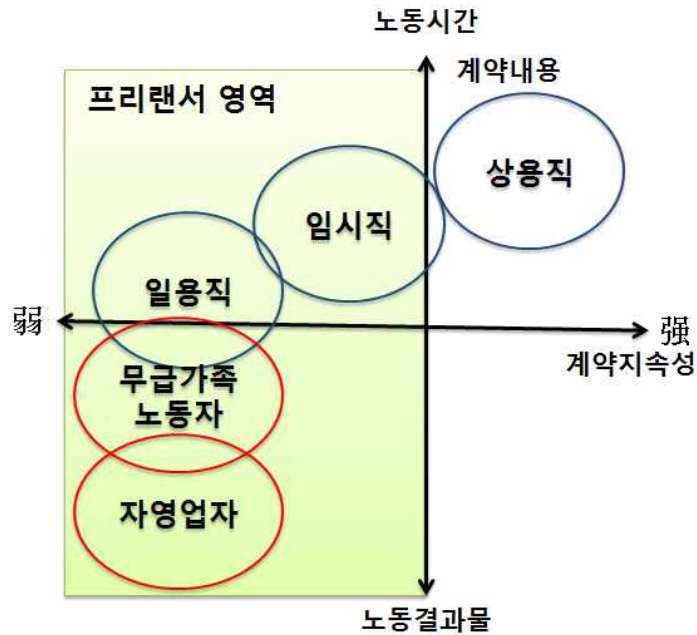 노동시간
계약내용
프리랜서 영역
상용직
임시직
일용직
弱
强
계약지속성
무급가족
노동자
자영업자
노동결과물